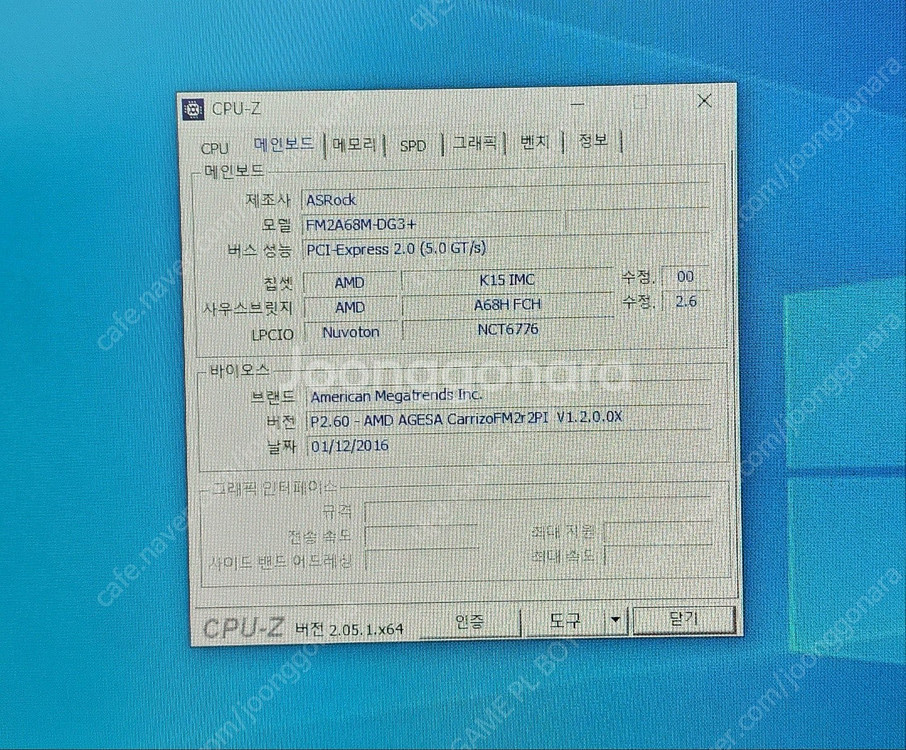 CPU-Z
CPU 메인보드 메모리 SPD 그래픽 벤치 정보
메인보드
제조사 ASRock
모델 FM2A68M-DG3+
버스 성능 PCI-Express 2.0 (5.0 GT/s)
칩셋 AMD K15 IMC 수정. 00
사우스브릿지 AMD A68H FCH 수정. 2.6
LPCIO Nuvoton NCT6776
joonggonara
바이오스
브랜드 American Megatrends Inc.
버전 P2.60 - AMD AGESA CarrizoFM2r2PI V1.2.0.0X
날짜 01/12/2016
그래픽 인터페이스
규격
전송 속도 최대 지원
사이드 밴드 어드레싱 최대 속도
CPU-Z 버전 2.05.1.x64 인증 도구 닫기